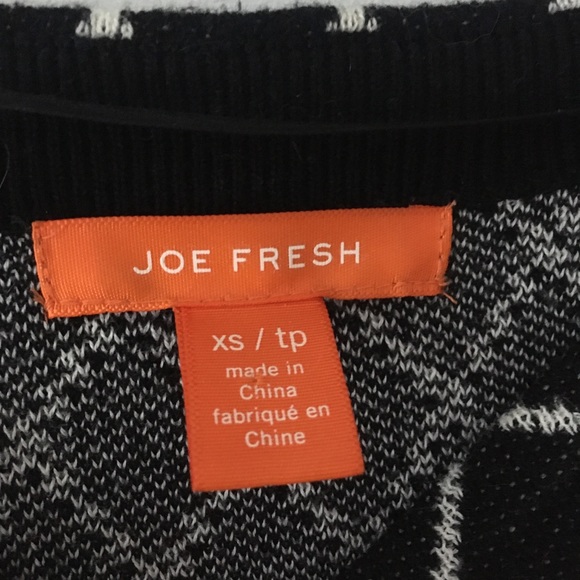 JOE FRESH
xs / tp
made in
China
fabriqué en
Chine